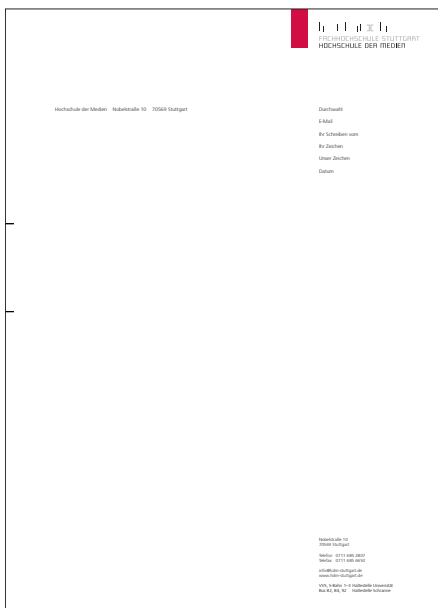 FACHHOCHSCHULE STUTTGART
HOCHSCHULE DER MEDIEN
Hochschule der Medien Nobelstraße 10 70569 Stuttgart
Durchwahl
E-Mail
Ihr Schreiben vom
Ihr Zeichen
Unser Zeichen
Datum
Nobelstraße 10
70569 Stuttgart
Telefon 0711 685 2807
Telefax 0711 685 6650
info@hdm-stuttgart.de
www.hdm-stuttgart.de
VVS, S-Bahn 1–3 Haltestelle Universität
Bus 82, 84, 92 Haltestelle Schranne